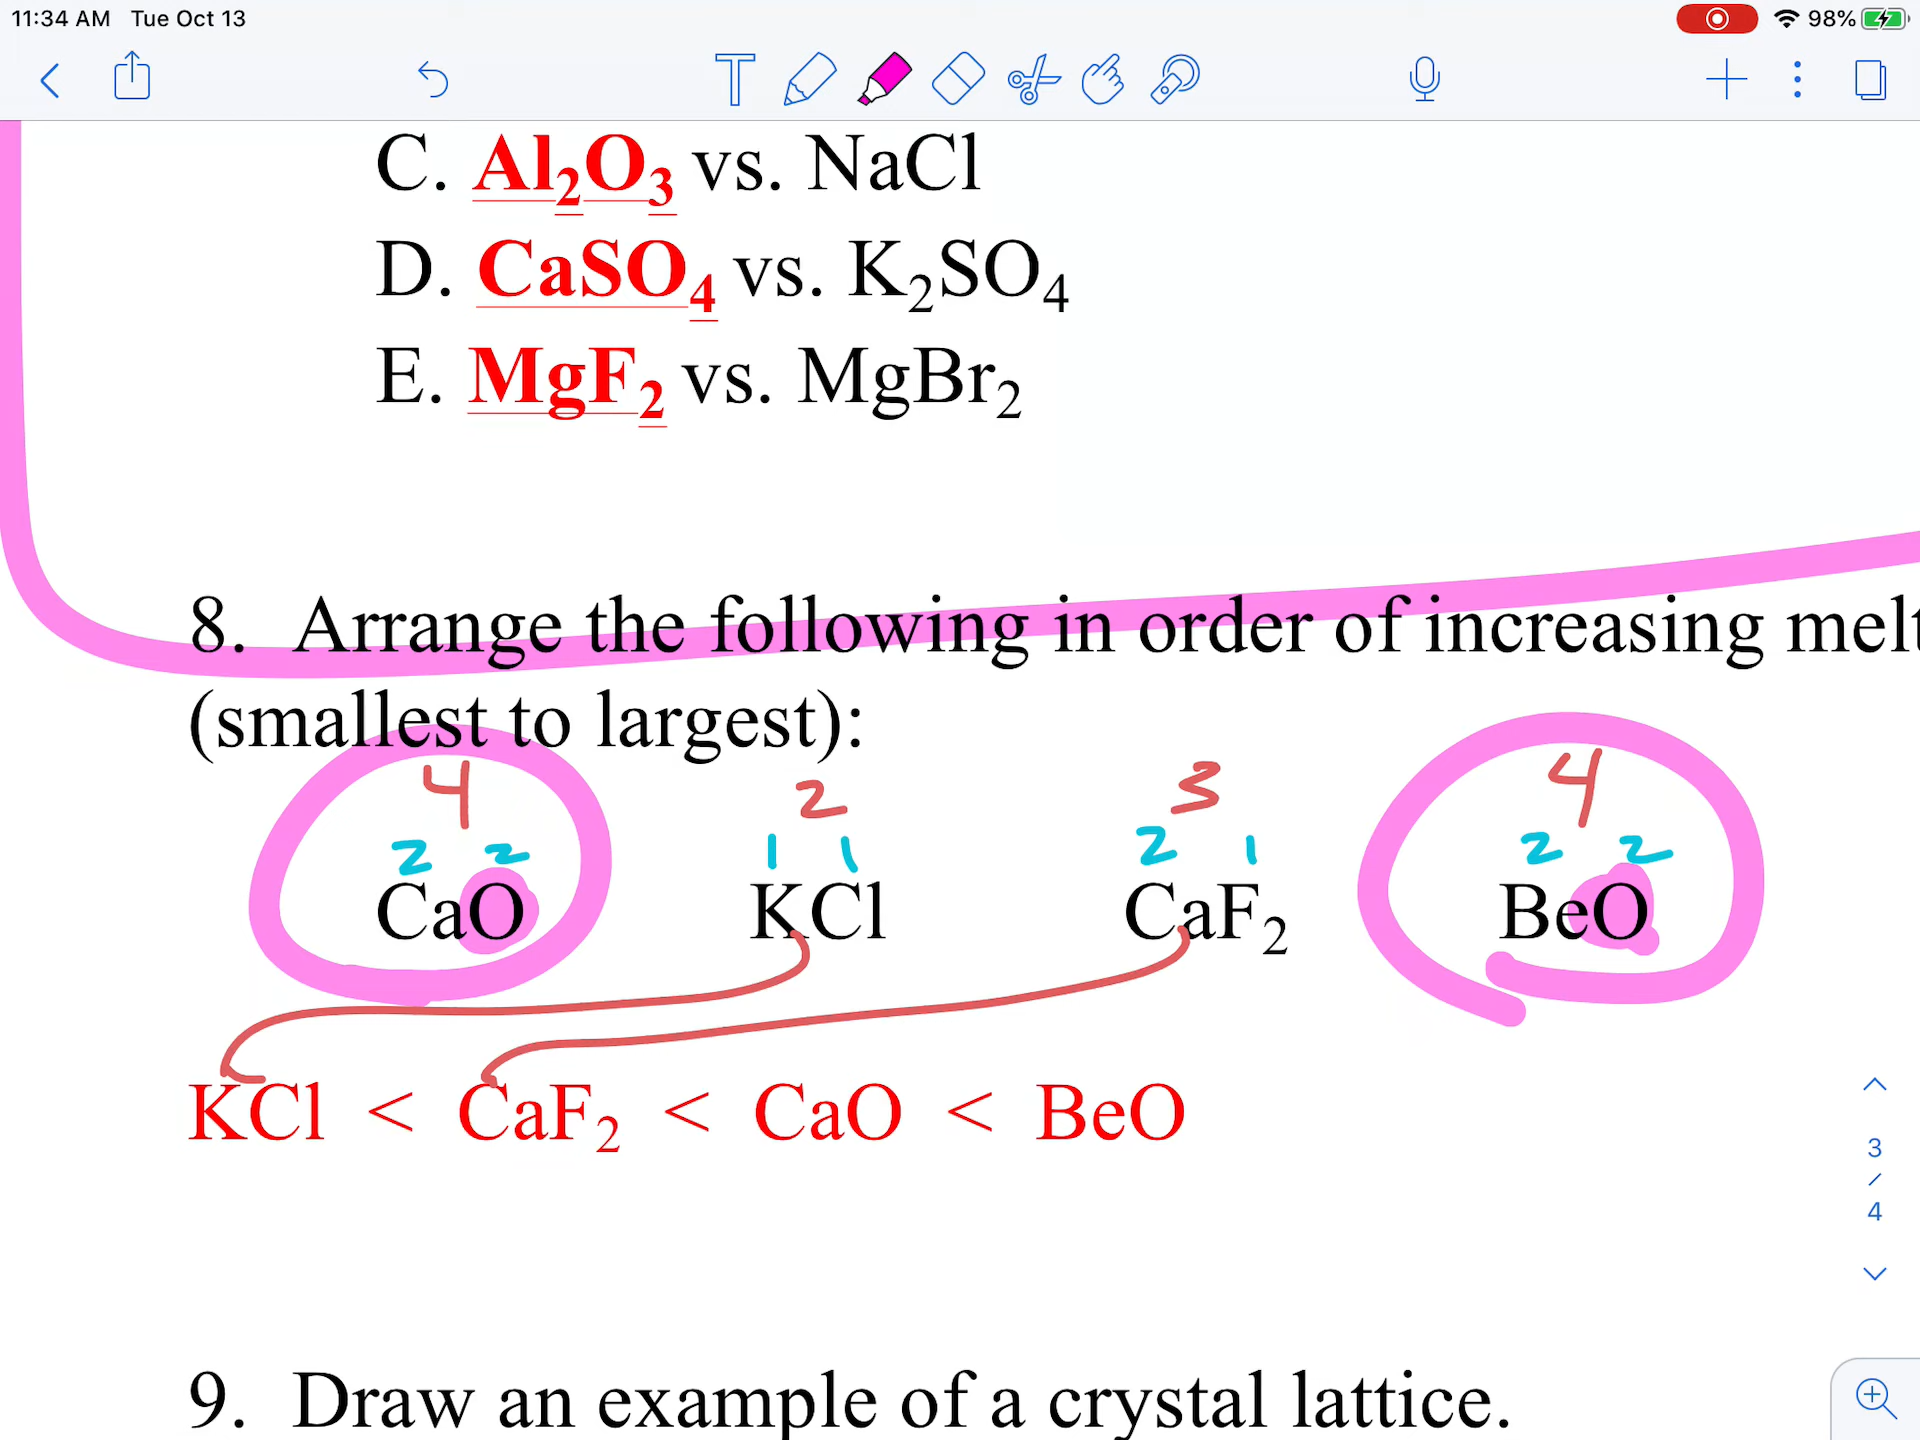 11:34 AM Tue Oct 13
98%
T
C. Al₂O₃ vs. NaCl
D. CaSO₄ vs. K₂SO₄
E. MgF₂ vs. MgBr₂
8. Arrange the following in order of increasing melt
(smallest to largest):
4 2 3 4
2 2 1 1 2 1 2 2
CaO KCl CaF₂ BeO
KCl < CaF₂ < CaO < BeO
3
/
4
9. Draw an example of a crystal lattice.